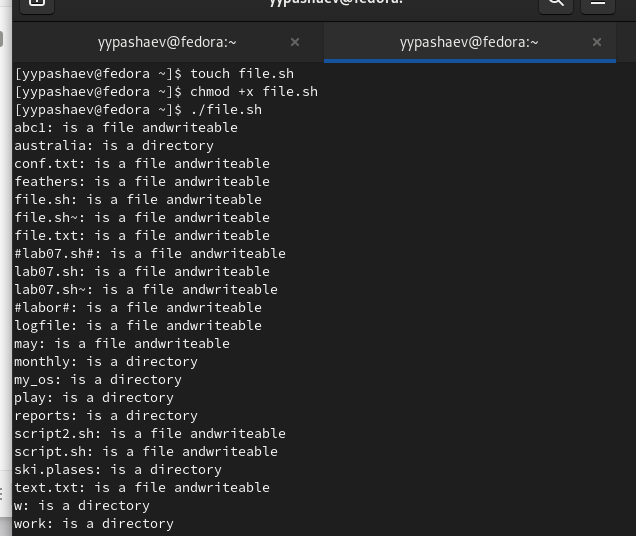 yypashaev@fedora:~
yypashaev@fedora:~ × yypashaev@fedora:~ ×
[yypashaev@fedora ~]$ touch file.sh
[yypashaev@fedora ~]$ chmod +x file.sh
[yypashaev@fedora ~]$ ./file.sh
abc1: is a file andwriteable
australia: is a directory
conf.txt: is a file andwriteable
feathers: is a file andwriteable
file.sh: is a file andwriteable
file.sh~: is a file andwriteable
file.txt: is a file andwriteable
#lab07.sh#: is a file andwriteable
lab07.sh: is a file andwriteable
lab07.sh~: is a file andwriteable
#labor#: is a file andwriteable
logfile: is a file andwriteable
may: is a file andwriteable
monthly: is a directory
my_os: is a directory
play: is a directory
reports: is a directory
script2.sh: is a file andwriteable
script.sh: is a file andwriteable
ski.plases: is a directory
text.txt: is a file andwriteable
w: is a directory
work: is a directory